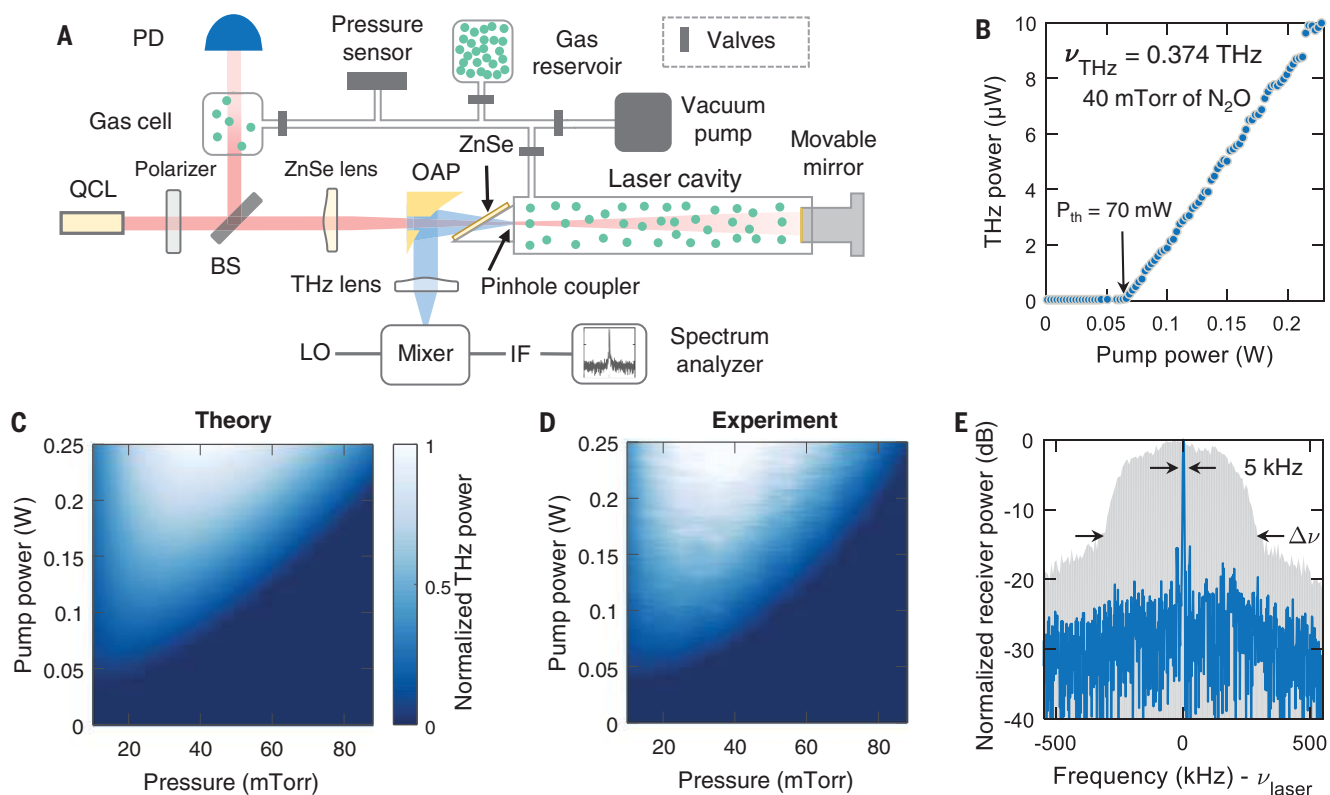 A
PD
Pressure
sensor
Gas
reservoir
Valves
Gas cell
Vacuum
pump
Polarizer
ZnSe lens
OAP
ZnSe
Movable
mirror
QCL
Laser cavity
BS
THz lens
Pinhole coupler
LO
Mixer
IF
Spectrum
analyzer
B
10
8
6
4
2
0
THz power (µW)
𝝂THz = 0.374 THz
40 mTorr of N2O
Pth = 70 mW
0
0.05
0.1
0.15
0.2
Pump power (W)
C
Theory
0.25
0.2
0.15
0.1
0.05
0
Pump power (W)
20
40
60
80
Pressure (mTorr)
1
0.5
0
Normalized THz power
D
Experiment
0.25
0.2
0.15
0.1
0.05
0
Pump power (W)
20
40
60
80
Pressure (mTorr)
E
0
-10
-20
-30
-40
Normalized receiver power (dB)
5 kHz
Δν
-500
0
500
Frequency (kHz) - νlaser